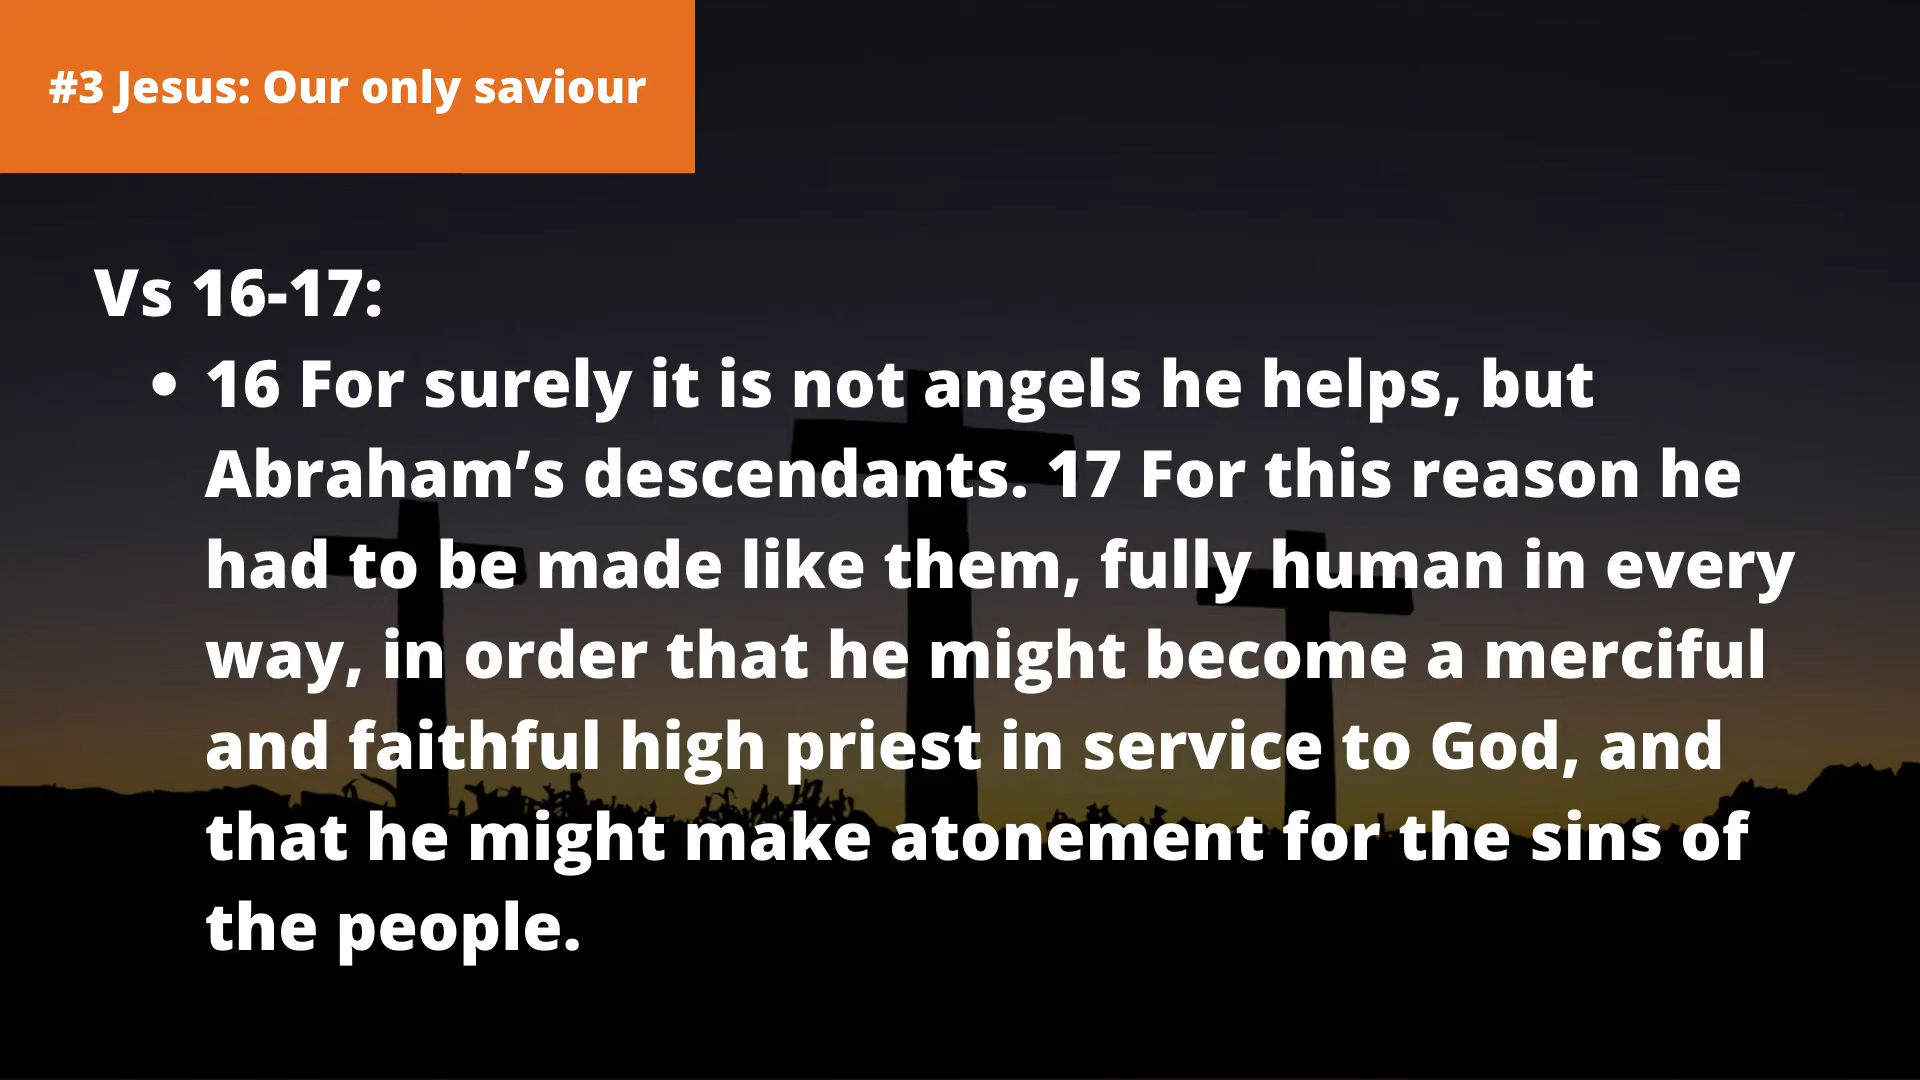 #3 Jesus: Our only saviour
Vs 16-17:
• 16 For surely it is not angels he helps, but
Abraham’s descendants. 17 For this reason he
had to be made like them, fully human in every
way, in order that he might become a merciful
and faithful high priest in service to God, and
that he might make atonement for the sins of
the people.